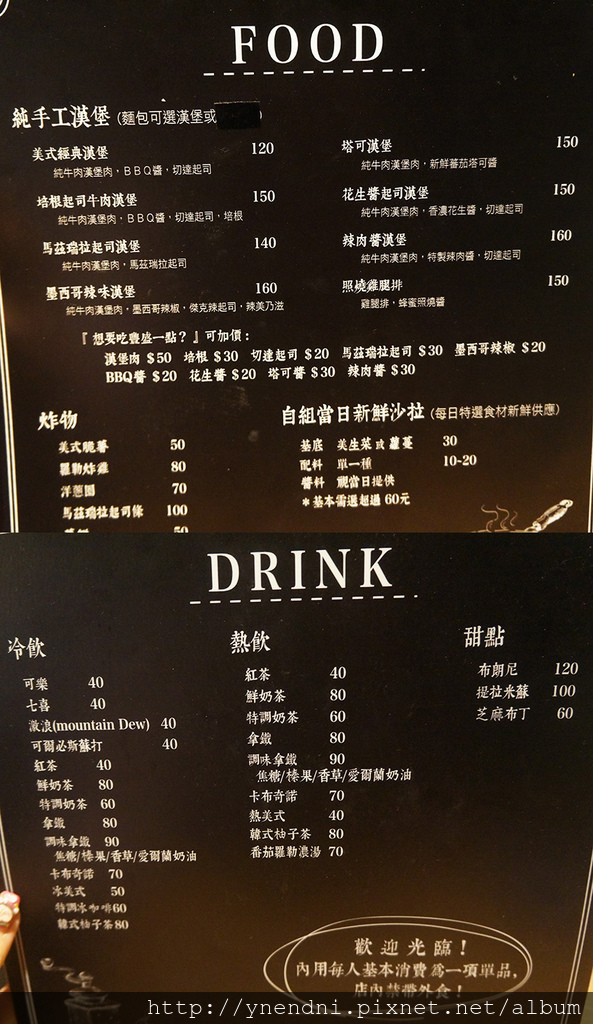 FOOD
純手工漢堡 (麵包可選漢堡或 )
美式經典漢堡 120
純牛肉漢堡肉，BBQ醬，切達起司
培根起司牛肉漢堡 150
純牛肉漢堡肉，BBQ醬，切達起司，培根
馬茲瑞拉起司漢堡 140
純牛肉漢堡肉，馬茲瑞拉起司
墨西哥辣味漢堡 160
純牛肉漢堡肉，墨西哥辣椒，傑克辣起司，辣美乃滋
塔可漢堡 150
純牛肉漢堡肉，新鮮蕃茄塔可醬
花生醬起司漢堡 150
純牛肉漢堡肉，香濃花生醬，切達起司
辣肉醬漢堡 160
純牛肉漢堡肉，特製辣肉醬，切達起司
照燒雞腿排 150
雞腿排，蜂蜜照燒醬
『想要吃豐盛一點？』可加價：
漢堡肉 $50 培根 $30 切達起司 $20 馬茲瑞拉起司 $30 墨西哥辣椒 $20
BBQ醬 $20 花生醬 $20 塔可醬 $30 辣肉醬 $30
炸物
美式脆薯 50
羅勒炸雞 80
洋蔥圈 70
馬茲瑞拉起司條 100
50
自組當日新鮮沙拉 (每日特選食材新鮮供應)
基底 美生菜 或 蘿蔓 30
配料 單一種 10-20
醬料 視當日提供
＊基本需選超過 60元
DRINK
冷飲
可樂 40
七喜 40
激浪(mountain Dew) 40
可爾必斯蘇打 40
紅茶 40
鮮奶茶 80
特調奶茶 60
拿鐵 80
調味拿鐵 90
焦糖/榛果/香草/愛爾蘭奶油
卡布奇諾 70
冰美式 50
特調冰咖啡 60
韓式柚子茶 80
熱飲
紅茶 40
鮮奶茶 80
特調奶茶 60
拿鐵 80
調味拿鐵 90
焦糖/榛果/香草/愛爾蘭奶油
卡布奇諾 70
熱美式 40
韓式柚子茶 80
番茄羅勒濃湯 70
甜點
布朗尼 120
提拉米蘇 100
芝麻布丁 60
歡迎光臨！
內用每人基本消費為一項單品，
店內禁帶外食！
http://ynendni.pixnet.net/album